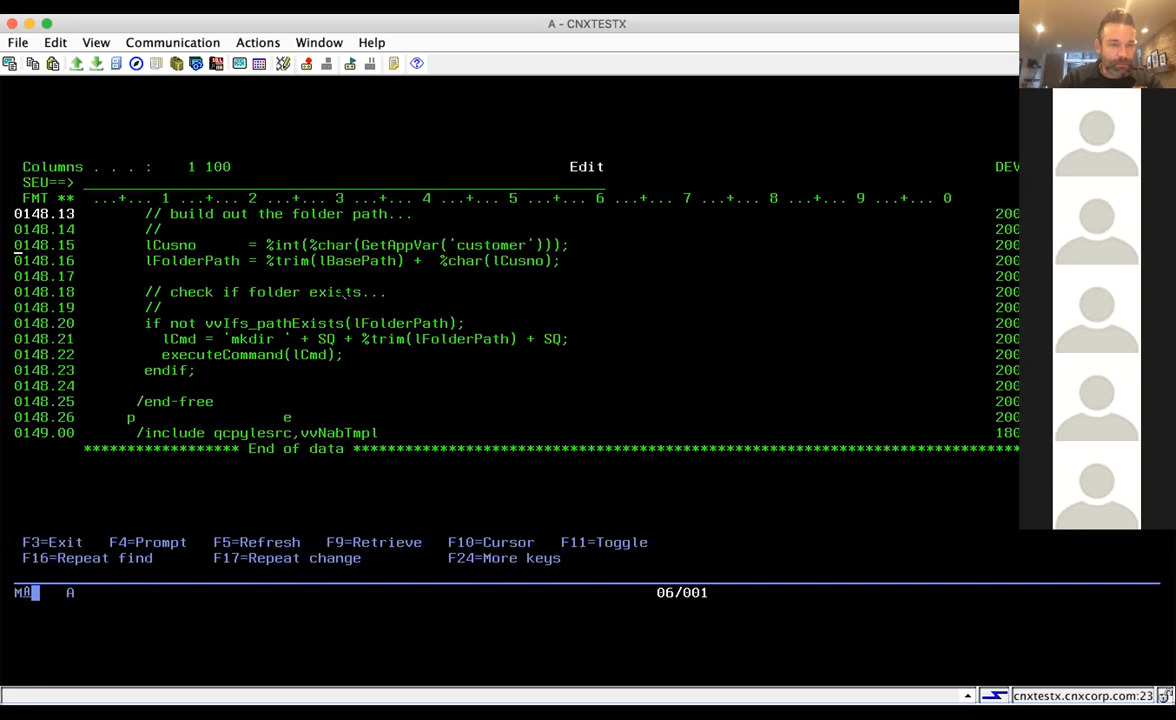 A - CNXTESTX
File Edit View Communication Actions Window Help
Columns . . . : 1 100 Edit DEV
SEU==>
FMT ** ...+... 1 ...+... 2 ...+... 3 ...+... 4 ...+... 5 ...+... 6 ...+... 7 ...+... 8 ...+... 9 ...+... 0
0148.13 // build out the folder path... 200
0148.14 // 200
0148.15 lCusno = %int(%char(GetAppVar('customer'))); 200
0148.16 lFolderPath = %trim(lBasePath) + %char(lCusno); 200
0148.17 200
0148.18 // check if folder exists... 200
0148.19 // 200
0148.20 if not vvIfs_pathExists(lFolderPath); 200
0148.21 lCmd = 'mkdir ' + SQ + %trim(lFolderPath) + SQ; 200
0148.22 executeCommand(lCmd); 200
0148.23 endif; 200
0148.24 200
0148.25 /end-free 200
0148.26 p e 200
0149.00 /include qcpylesrc,vvNabTmpl 180
****************** End of data ******************
F3=Exit F4=Prompt F5=Refresh F9=Retrieve F10=Cursor F11=Toggle
F16=Repeat find F17=Repeat change F24=More keys
MA A 06/001
cnxtestx.cnxcorp.com:23